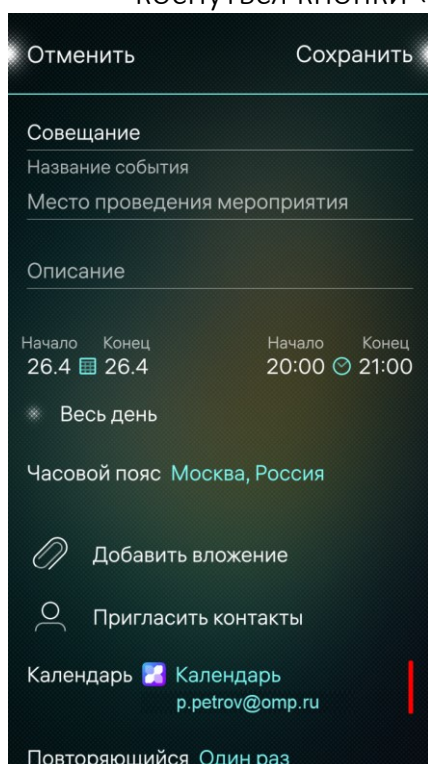 коснуться кнопки
Отменить Сохранить
Совещание
Название события
Место проведения мероприятия
Описание
Начало Конец Начало Конец
26.4 26.4 20:00 21:00
Весь день
Часовой пояс Москва, Россия
Добавить вложение
Пригласить контакты
Календарь Календарь
p.petrov@omp.ru
Повторяющийся Один раз